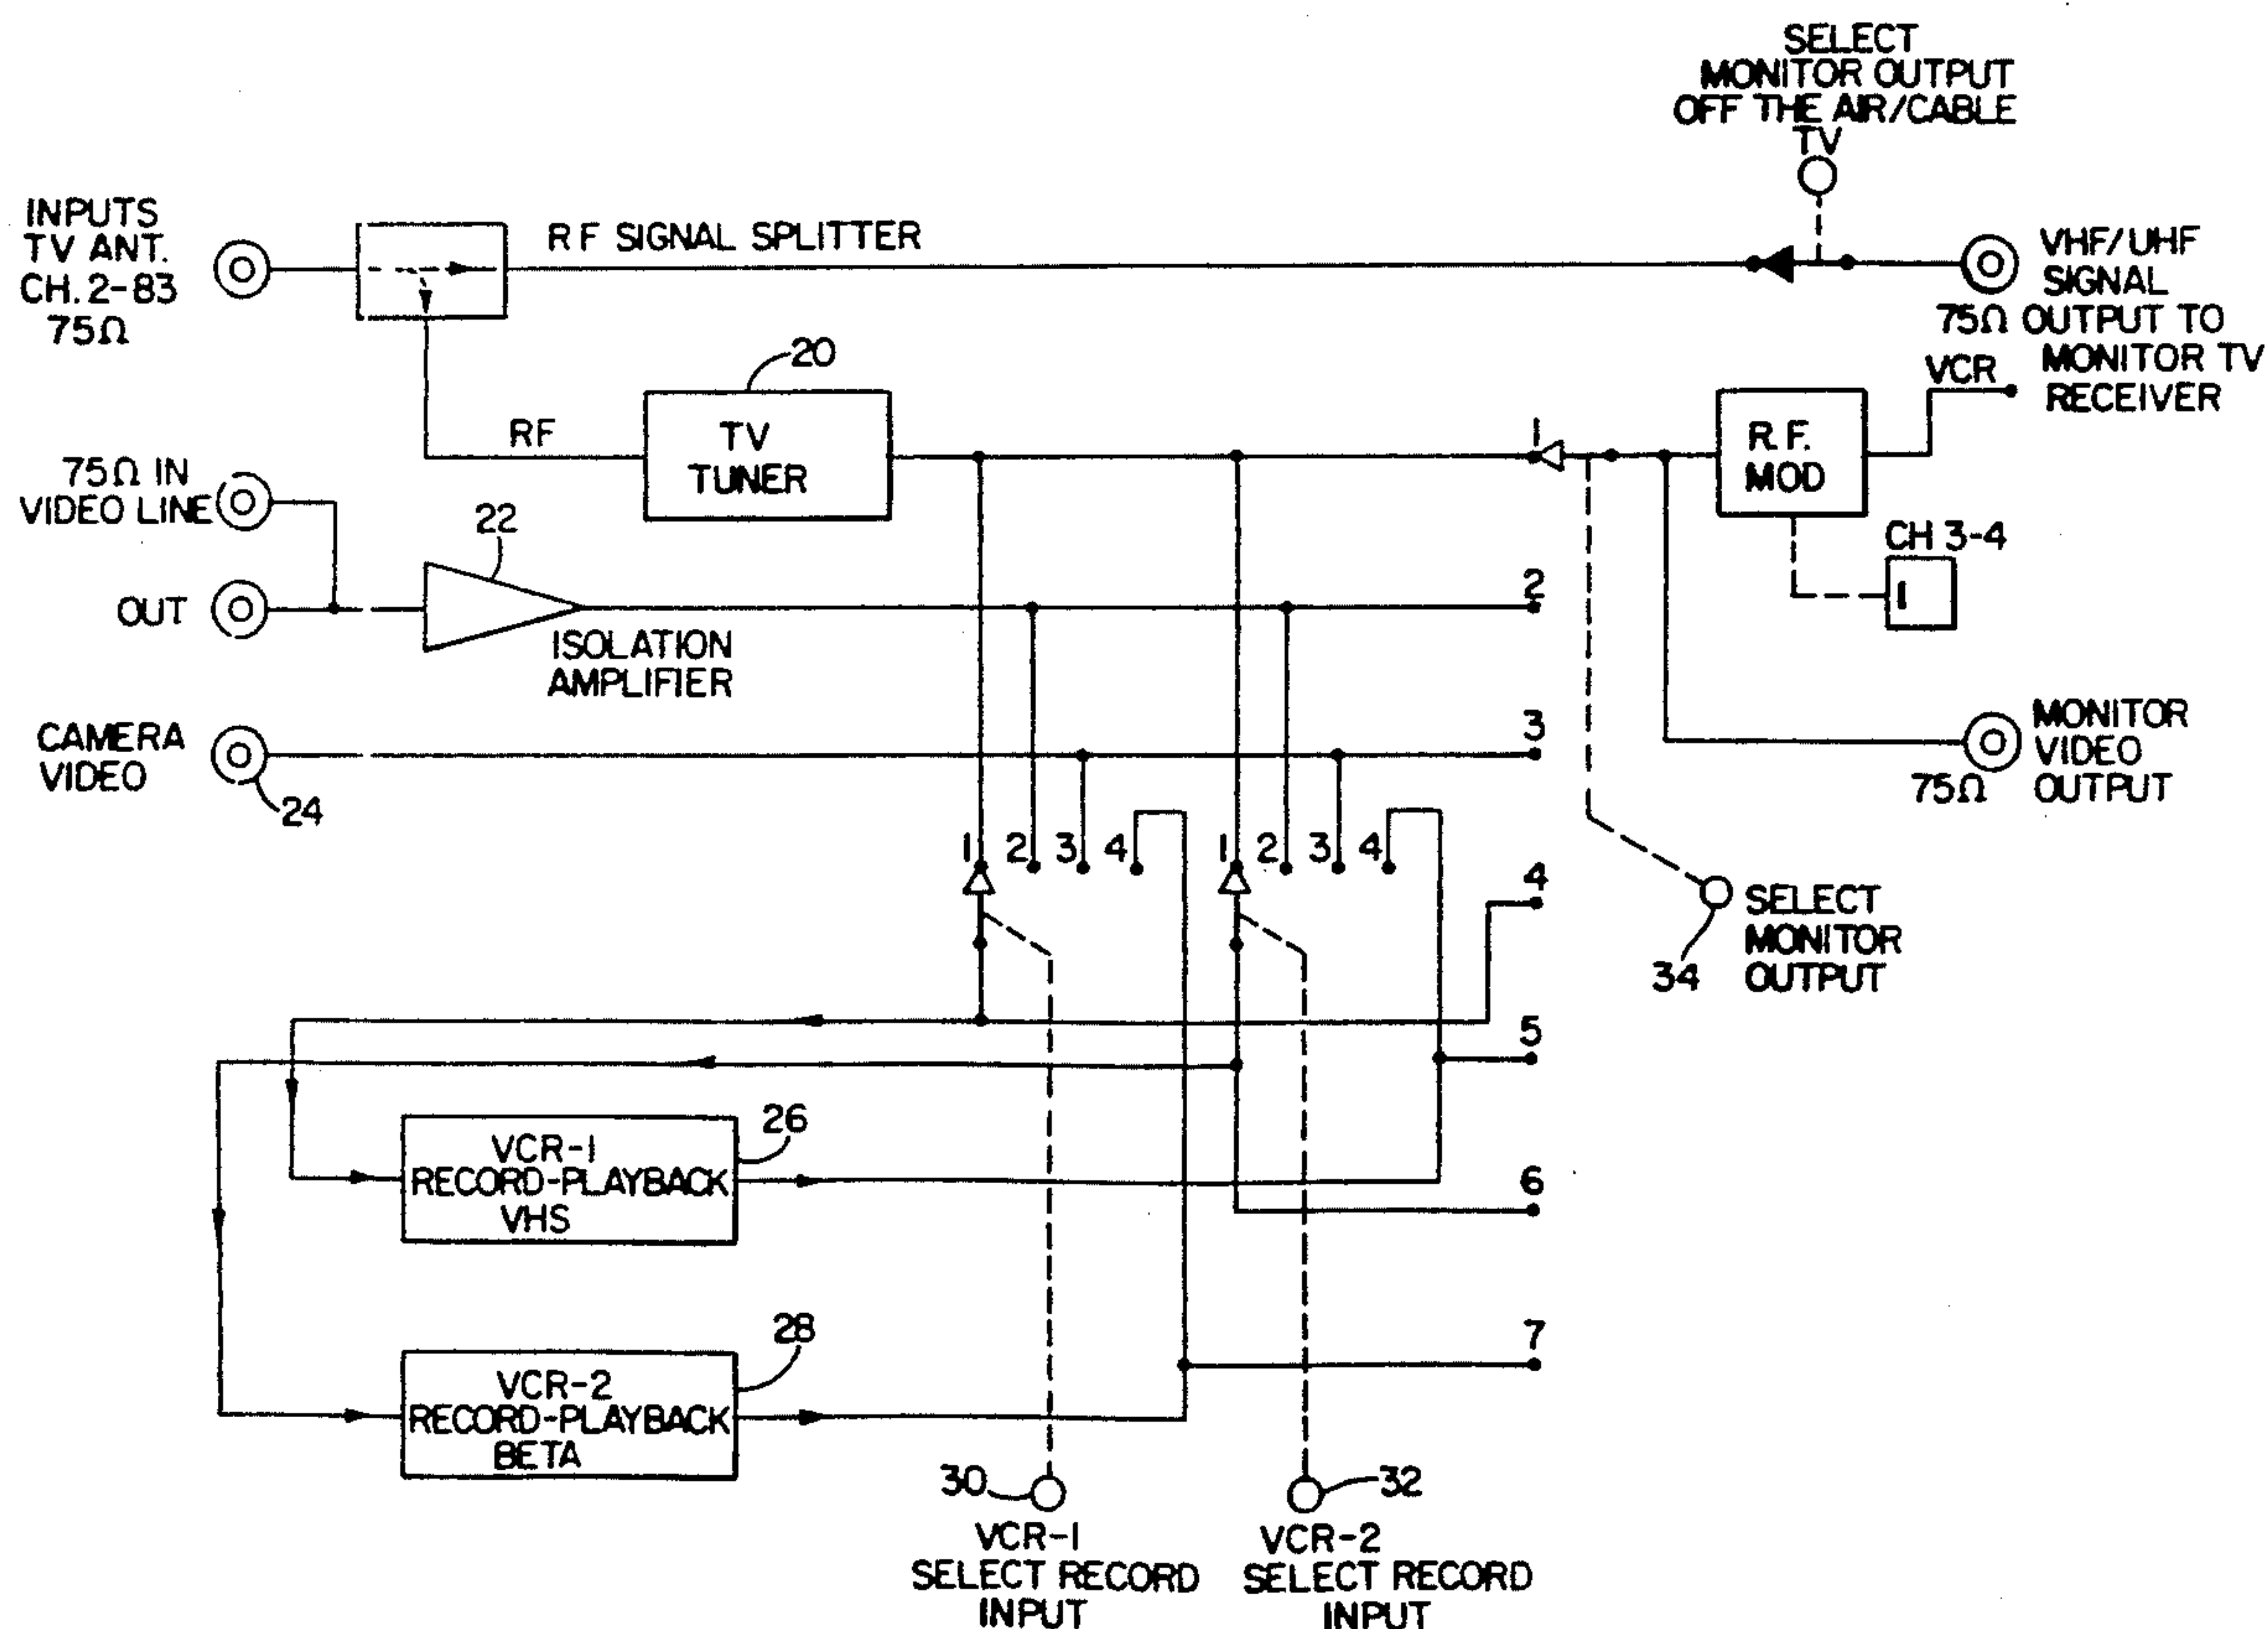 SELECT
MONITOR OUTPUT
OFF THE AIR/CABLE
TV
INPUTS
TV ANT.
CH. 2-83
75Ω
RF SIGNAL SPLITTER
VHF/UHF
SIGNAL
75Ω OUTPUT TO
MONITOR TV
RECEIVER
VCR
20
RF
TV
TUNER
1
R.F.
MOD
75Ω IN
VIDEO LINE
22
CH 3-4
OUT
2
ISOLATION
AMPLIFIER
CAMERA
VIDEO
24
3
MONITOR
VIDEO
75Ω OUTPUT
1 2 3 4
1 2 3 4
4
SELECT
MONITOR
OUTPUT
34
5
26
VCR-1
RECORD-PLAYBACK
VHS
6
28
VCR-2
RECORD-PLAYBACK
BETA
7
30
VCR-1
SELECT RECORD
INPUT
32
VCR-2
SELECT RECORD
INPUT